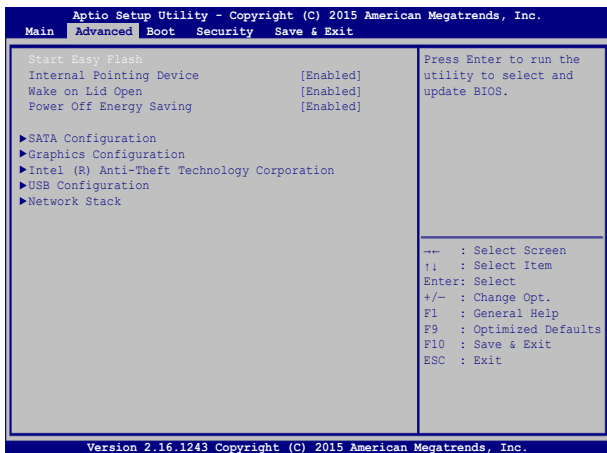 Aptio Setup Utility - Copyright (C) 2015 American Megatrends, Inc.
Main Advanced Boot Security Save & Exit
Start Easy Flash
Internal Pointing Device [Enabled]
Wake on Lid Open [Enabled]
Power Off Energy Saving [Enabled]
▶SATA Configuration
▶Graphics Configuration
▶Intel (R) Anti-Theft Technology Corporation
▶USB Configuration
▶Network Stack
Press Enter to run the
utility to select and
update BIOS.
→← : Select Screen
↑↓ : Select Item
Enter: Select
+/— : Change Opt.
F1 : General Help
F9 : Optimized Defaults
F10 : Save & Exit
ESC : Exit
Version 2.16.1243 Copyright (C) 2015 American Megatrends, Inc.